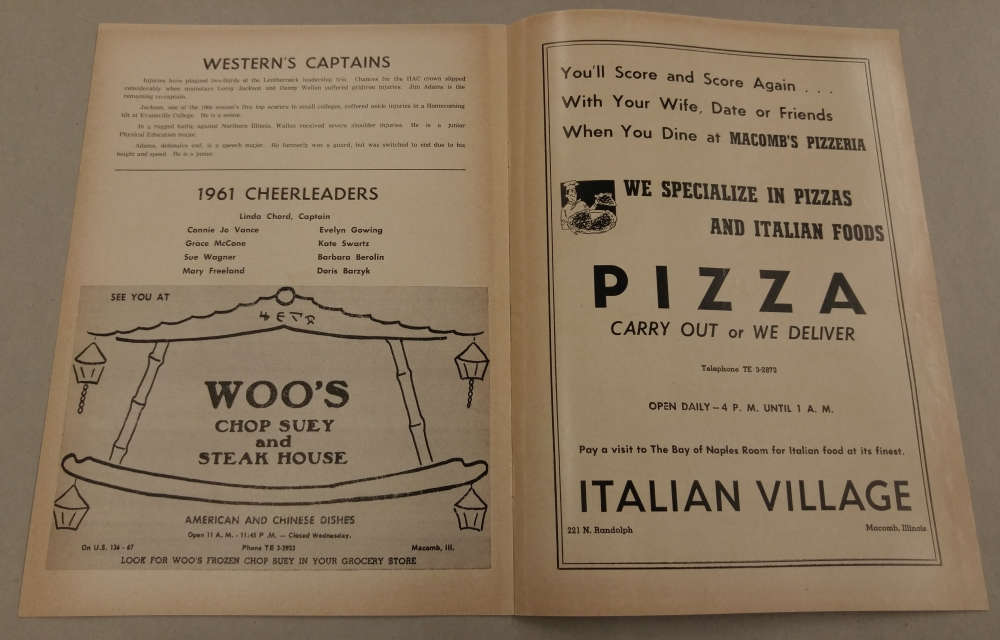 WESTERN'S CAPTAINS
Injuries have plagued two-thirds of the Leatherneck leadership trio. Chances for the IIAC crown slipped
considerably when mainstays Leroy Jackson and Danny Wallan suffered gridiron injuries. Jim Adams is the
remaining co-captain.
Jackson, one of the 1960 season's five top scorers in small colleges, suffered ankle injuries in a Homecoming
tilt at Evansville College. He is a senior.
In a rugged battle against Northern Illinois, Wallan received severe shoulder injuries. He is a junior
Physical Education major.
Adams, defensive end, is a speech major. He formerly was a guard, but was switched to end due to his
height and speed. He is a junior.
1961 CHEERLEADERS
Linda Chard, Captain
Connie Jo Vance
Evelyn Gowing
Grace McCone
Kate Swartz
Sue Wagner
Barbara Berolin
Mary Freeland
Doris Barzyk
SEE YOU AT
WOO'S
CHOP SUEY
and
STEAK HOUSE
AMERICAN AND CHINESE DISHES
Open 11 A. M. - 11:45 P .M. — Closed Wednesday.
On U.S. 136 - 67
Phone TE 3-2923
Macomb, Ill.
LOOK FOR WOO'S FROZEN CHOP SUEY IN YOUR GROCERY STORE
You'll Score and Score Again . . .
With Your Wife, Date or Friends
When You Dine at MACOMB'S PIZZERIA
WE SPECIALIZE IN PIZZAS
AND ITALIAN FOODS
PIZZA
CARRY OUT or WE DELIVER
Telephone TE 3-2872
OPEN DAILY — 4 P. M. UNTIL 1 A. M.
Pay a visit to The Bay of Naples Room for Italian food at its finest.
ITALIAN VILLAGE
221 N. Randolph
Macomb, Illinois